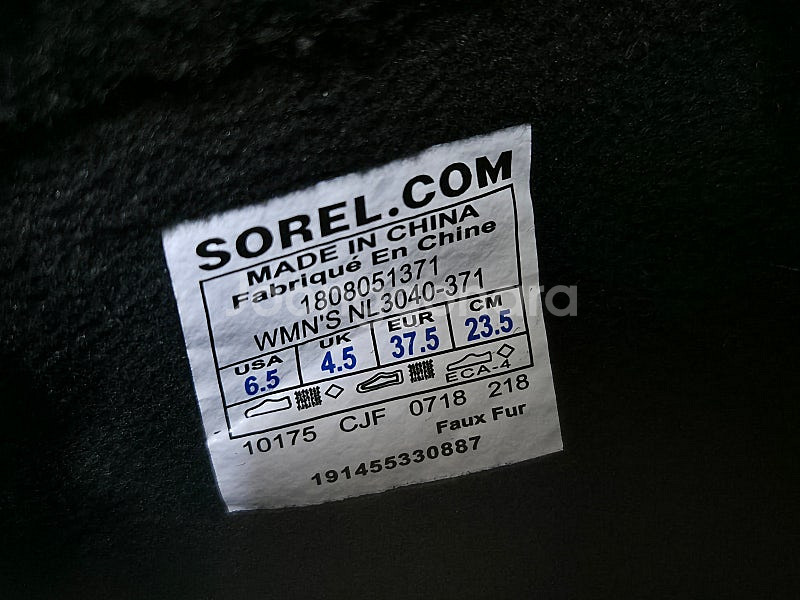 SOREL.COM
MADE IN CHINA
Fabriqué En Chine
1808051371
WMN'S NL3040-371
USA UK EUR CM
6.5 4.5 37.5 23.5
ECA-4
10175 CJF 0718 218
Faux Fur
191455330887